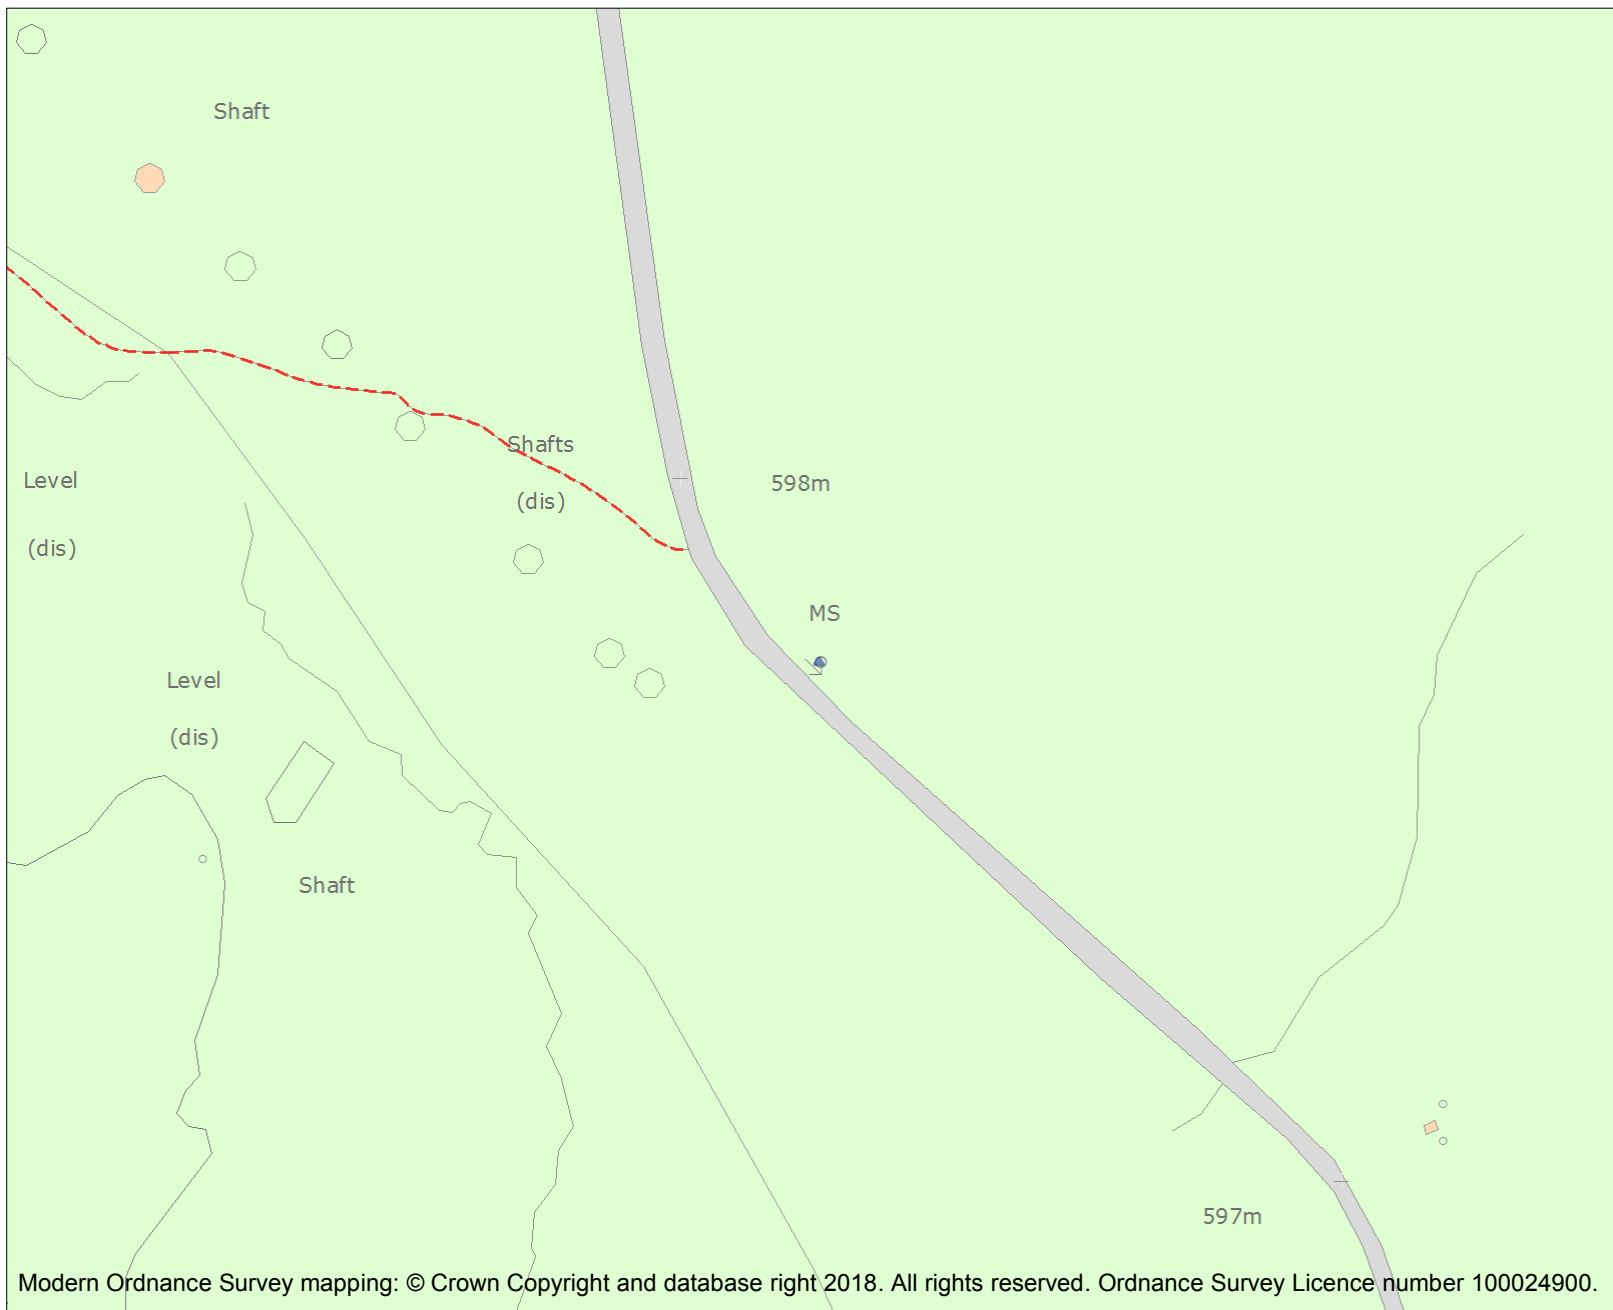 Shaft
Shafts
(dis)
Level
(dis)
598m
MS
Level
(dis)
Shaft
597m
Modern Ordnance Survey mapping: © Crown Copyright and database right 2018. All rights reserved. Ordnance Survey Licence number 100024900.